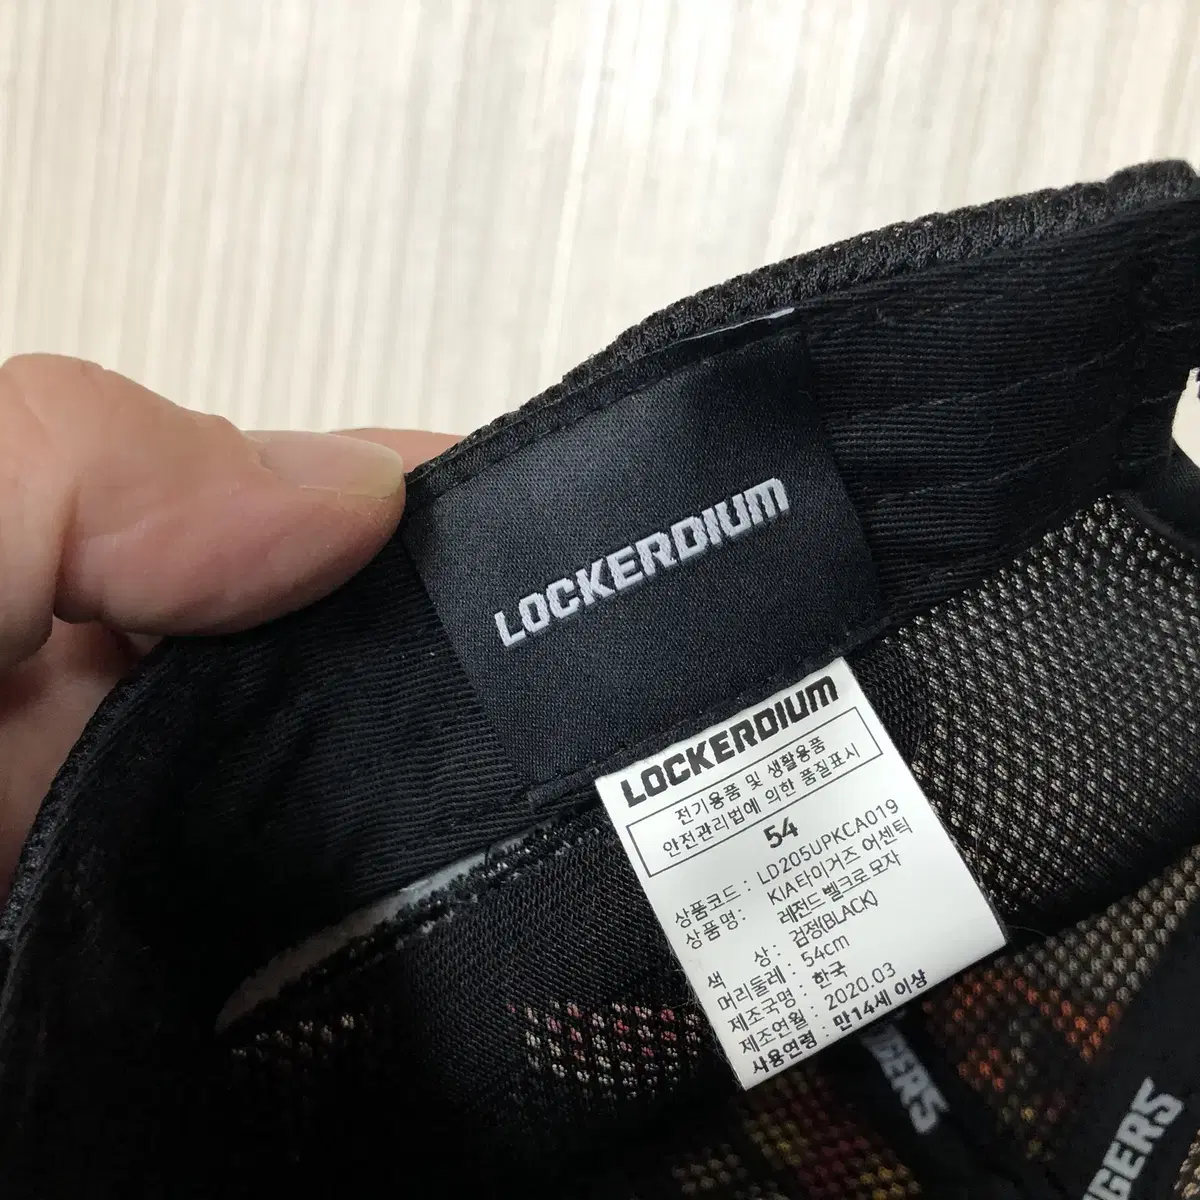 LOCKERDIUM
LOCKERDIUM
전기용품 및 생활용품
안전관리법에 의한 품질표시
54
상품코드 : LD205UPKCA019
상품명 : KIA타이거즈 어센틱
레전드 벨크로모자
색 상 : 검정(BLACK)
머리둘레 : 54cm
제조국명 : 한국
제조연월 : 2020.03
사용연령 : 만14세 이상
IGERS
GERS